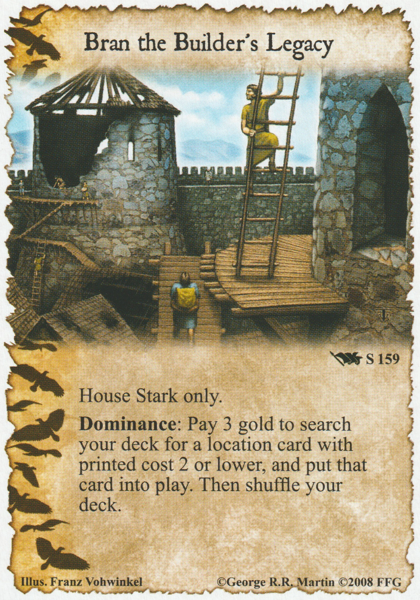 Bran the Builder's Legacy
S 159
House Stark only.
Dominance: Pay 3 gold to search
your deck for a location card with
printed cost 2 or lower, and put that
card into play. Then shuffle your
deck.
Illus. Franz Vohwinkel ©George R.R. Martin ©2008 FFG